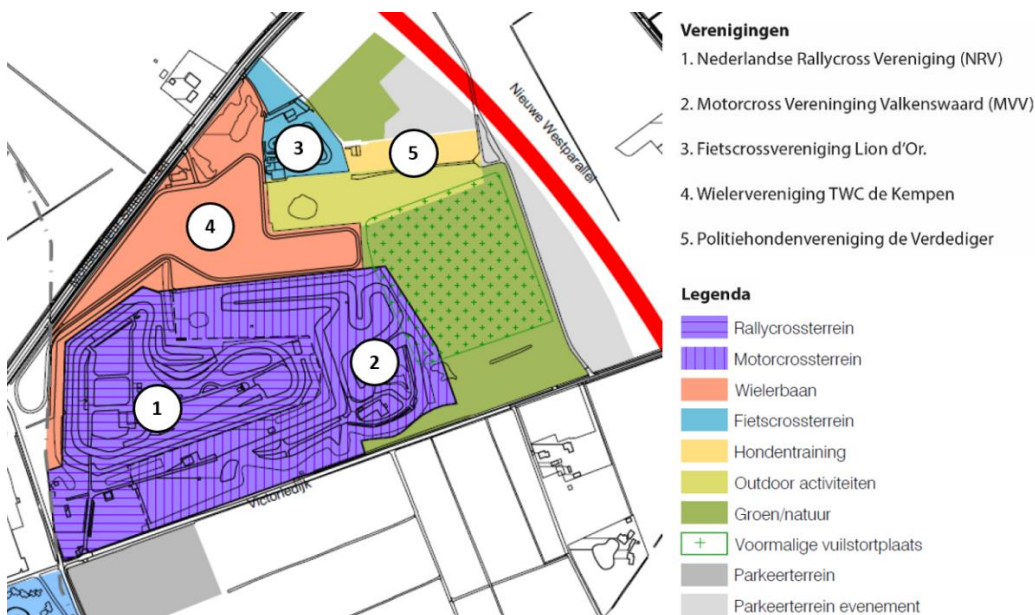 3
5
4
2
1
Nieuwe Westparallel
Victoriedijk
Verenigingen
1. Nederlandse Rallycross Vereniging (NRV)
2. Motorcross Vereninging Valkenswaard (MVV)
3. Fietscrossvereniging Lion d'Or.
4. Wielervereniging TWC de Kempen
5. Politiehondenvereniging de Verdediger
Legenda
Rallycrossterrein
Motorcrossterrein
Wielerbaan
Fietscrossterrein
Hondentraining
Outdoor activiteiten
Groen/natuur
Voormalige vuilstortplaats
Parkeerterrein
Parkeerterrein evenement